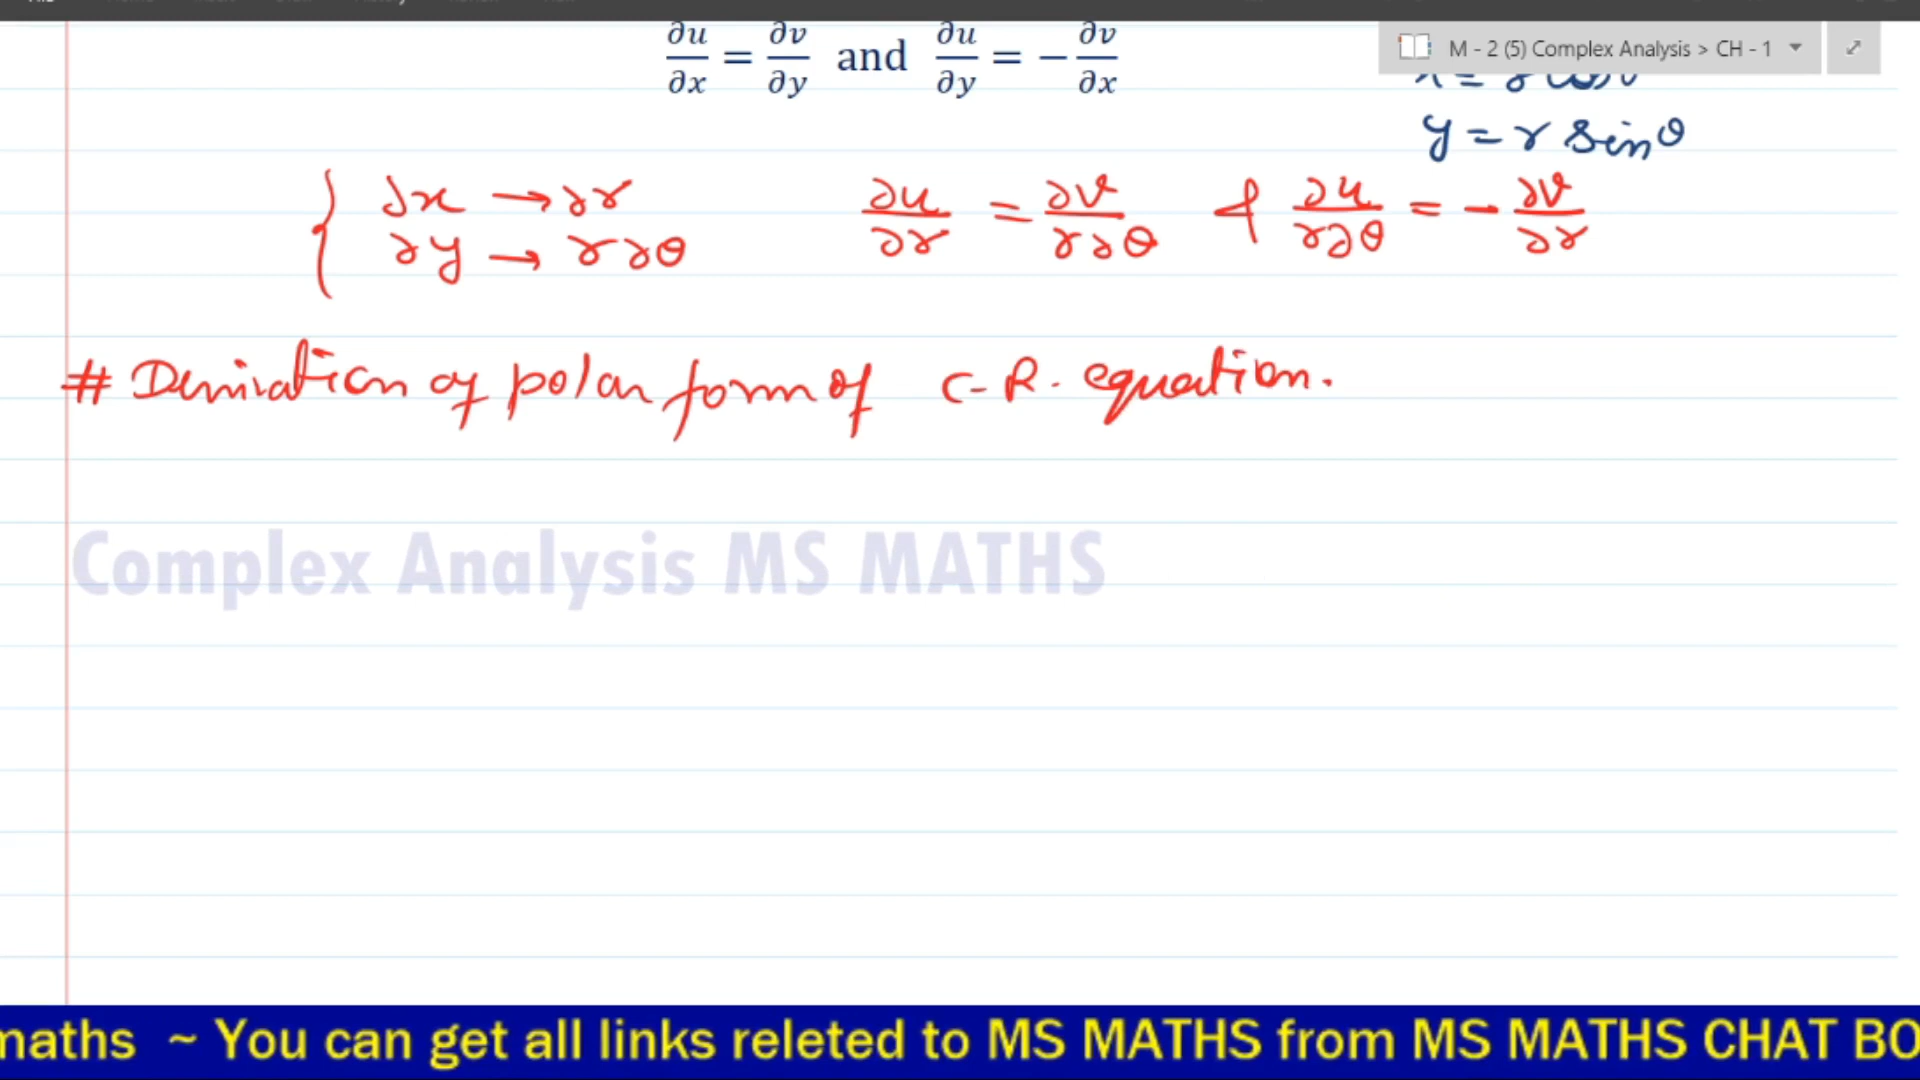 ∂u/∂x = ∂v/∂y and ∂u/∂y = −∂v/∂x
M - 2 (5) Complex Analysis > CH - 1
y = r sinθ
{ ∂x → ∂r
∂y → r∂θ
∂u/∂r = ∂v/r∂θ & ∂u/r∂θ = - ∂v/∂r
# Derivation of polar form of C-R. equation.
Complex Analysis MS MATHS
maths ~ You can get all links releted to MS MATHS from MS MATHS CHAT BO